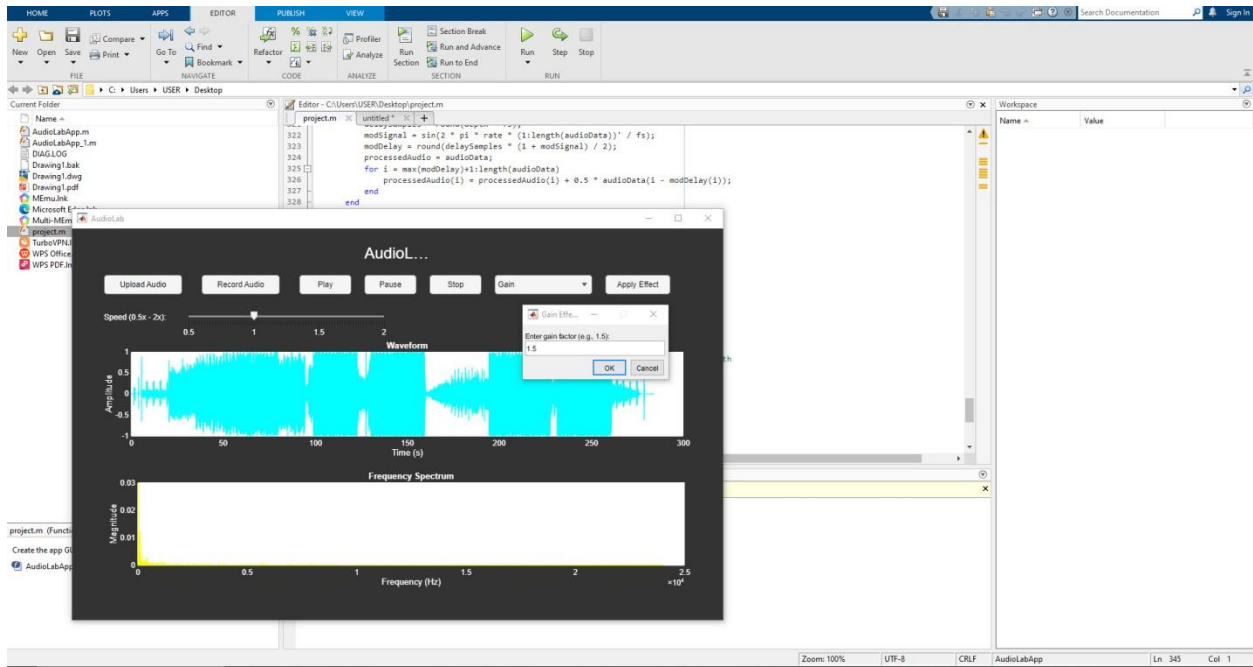 HOME PLOTS APPS EDITOR PUBLISH VIEW Search Documentation Sign In
New Open Save Compare Print Go To Find Bookmark Refactor Profiler Analyze Run Section Section Break Run and Advance Run to End Run Step Stop
FILE NAVIGATE CODE ANALYZE SECTION RUN
C: Users USER Desktop
Current Folder
Name
AudioLabApp.m
AudioLabApp_1.m
DIAG.LOG
Drawing1.bak
Drawing1.dwg
Drawing1.pdf
MEmu.lnk
Microsoft
Multi-MEm
project.m
TurboVPN.l
WPS Office
WPS PDF.ln
project.m (Functi
Create the app GU
AudioLabApp
Editor - C:\Users\USER\Desktop\project.m
project.m untitled * +
322 modSignal = sin(2 * pi * rate * (1:length(audioData))' / fs);
323 modDelay = round(delaySamples * (1 + modSignal) / 2);
324 processedAudio = audioData;
325 for i = max(modDelay)+1:length(audioData)
326 processedAudio(i) = processedAudio(i) + 0.5 * audioData(i - modDelay(i));
327 end
328 end
th
Workspace
Name Value
AudioLab
AudioL...
Upload Audio Record Audio Play Pause Stop Gain Apply Effect
Speed (0.5x - 2x):
0.5 1 1.5 2
Gain Effe...
Enter gain factor (e.g., 1.5):
1.5
OK Cancel
Waveform
Amplitude
1
0.5
0
-0.5
-1
0 50 100 150 200 250 300
Time (s)
Frequency Spectrum
Magnitude
0.03
0.02
0.01
0
0 0.5 1 1.5 2 2.5
×10⁴
Frequency (Hz)
Zoom: 100% UTF-8 CRLF AudioLabApp Ln 345 Col 1